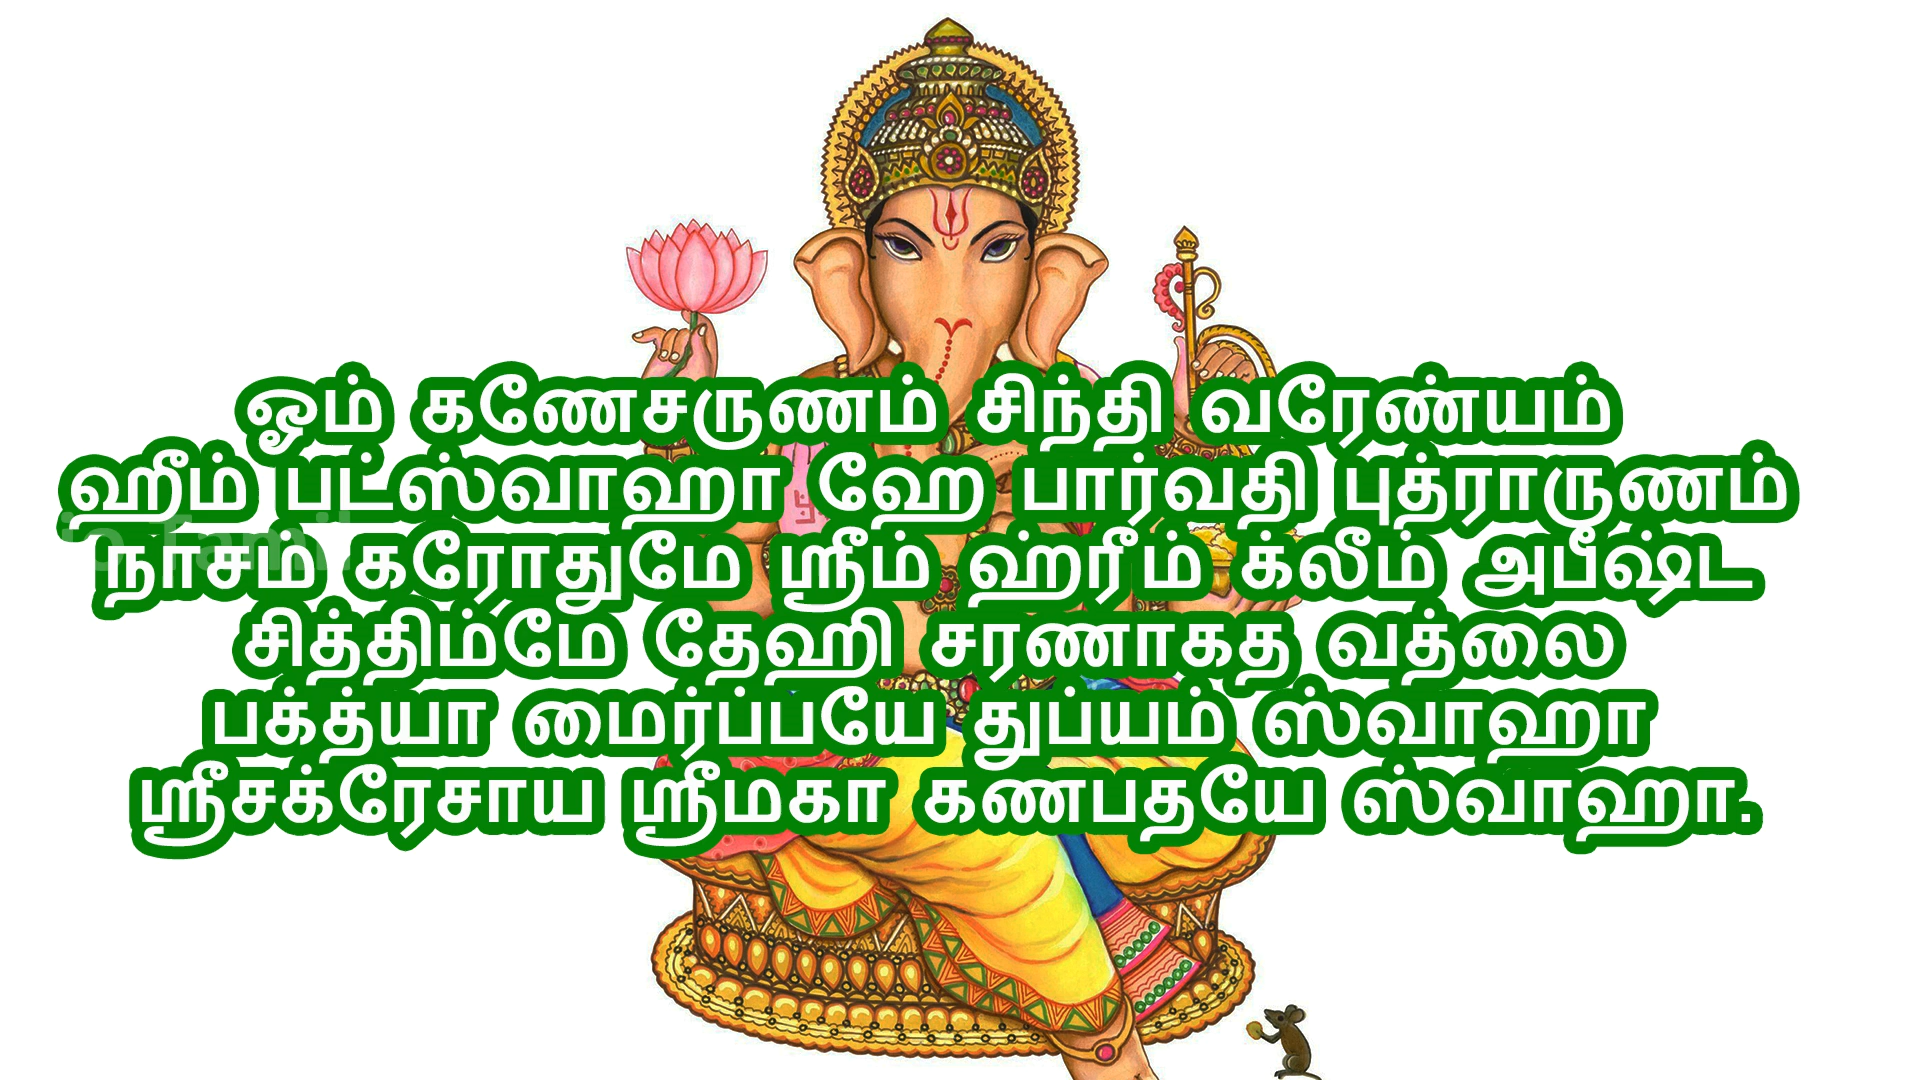 ஓம் கணேசருணம் சிந்தி வரேண்யம்
ஹீம் பட்ஸ்வாஹா ஹே பார்வதி புத்ராருணம்
நாசம் கரோதுமே ஸ்ரீம் ஹ்ரீம் க்லீம் அபீஷ்ட
சித்திம்மே தேஹி சரணாகத வத்லை
பக்த்யா மைர்ப்பயே துப்யம் ஸ்வாஹா
ஸ்ரீசக்ரேசாய ஸ்ரீமகா கணபதயே ஸ்வாஹா.